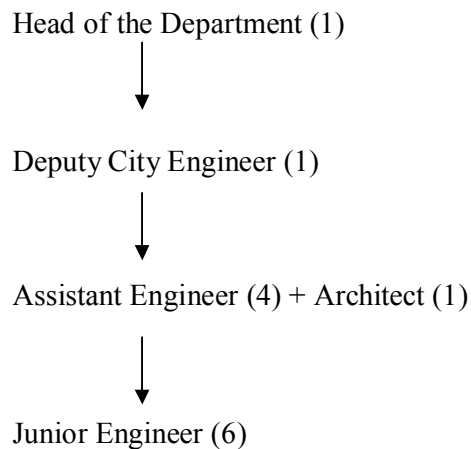 Head of the Department (1)
Deputy City Engineer (1)
Assistant Engineer (4) + Architect (1)
Junior Engineer (6)